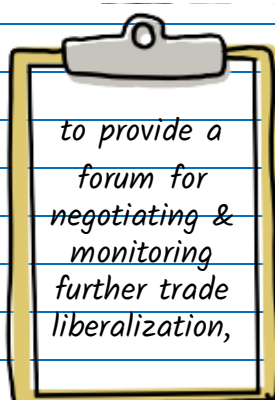 to provide a
forum for
negotiating &
monitoring
further trade
liberalization,